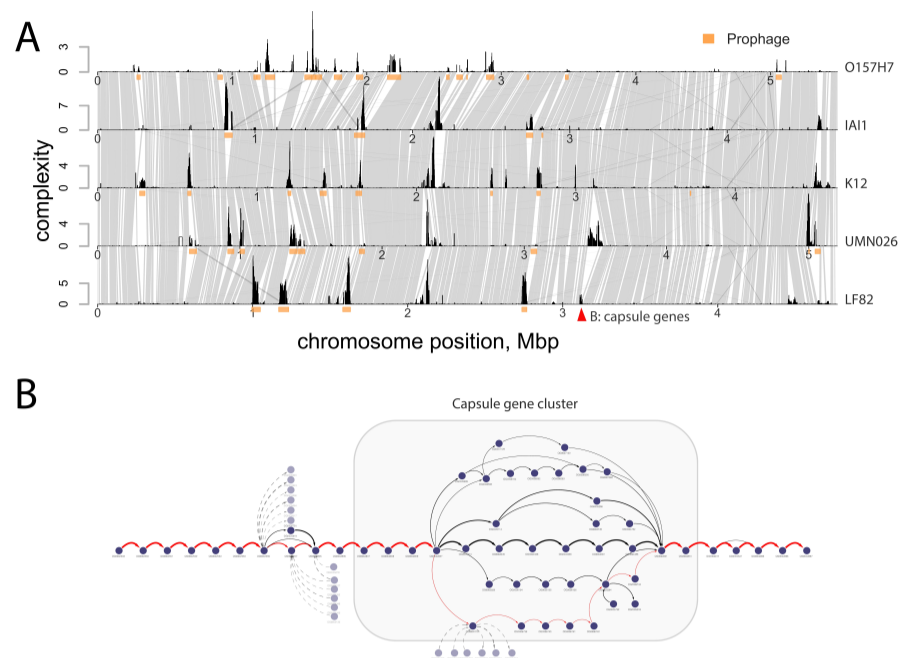 A
Prophage
complexity
3
0
0 1 2 3 4 5
O157H7
7
0
0 1 2 3 4
IAI1
4
0
0 1 2 3 4
K12
4
0
0 1 2 3 4 5
UMN026
5
0
0 1 2 3 4
LF82
B: capsule genes
chromosome position, Mbp
B
Capsule gene cluster